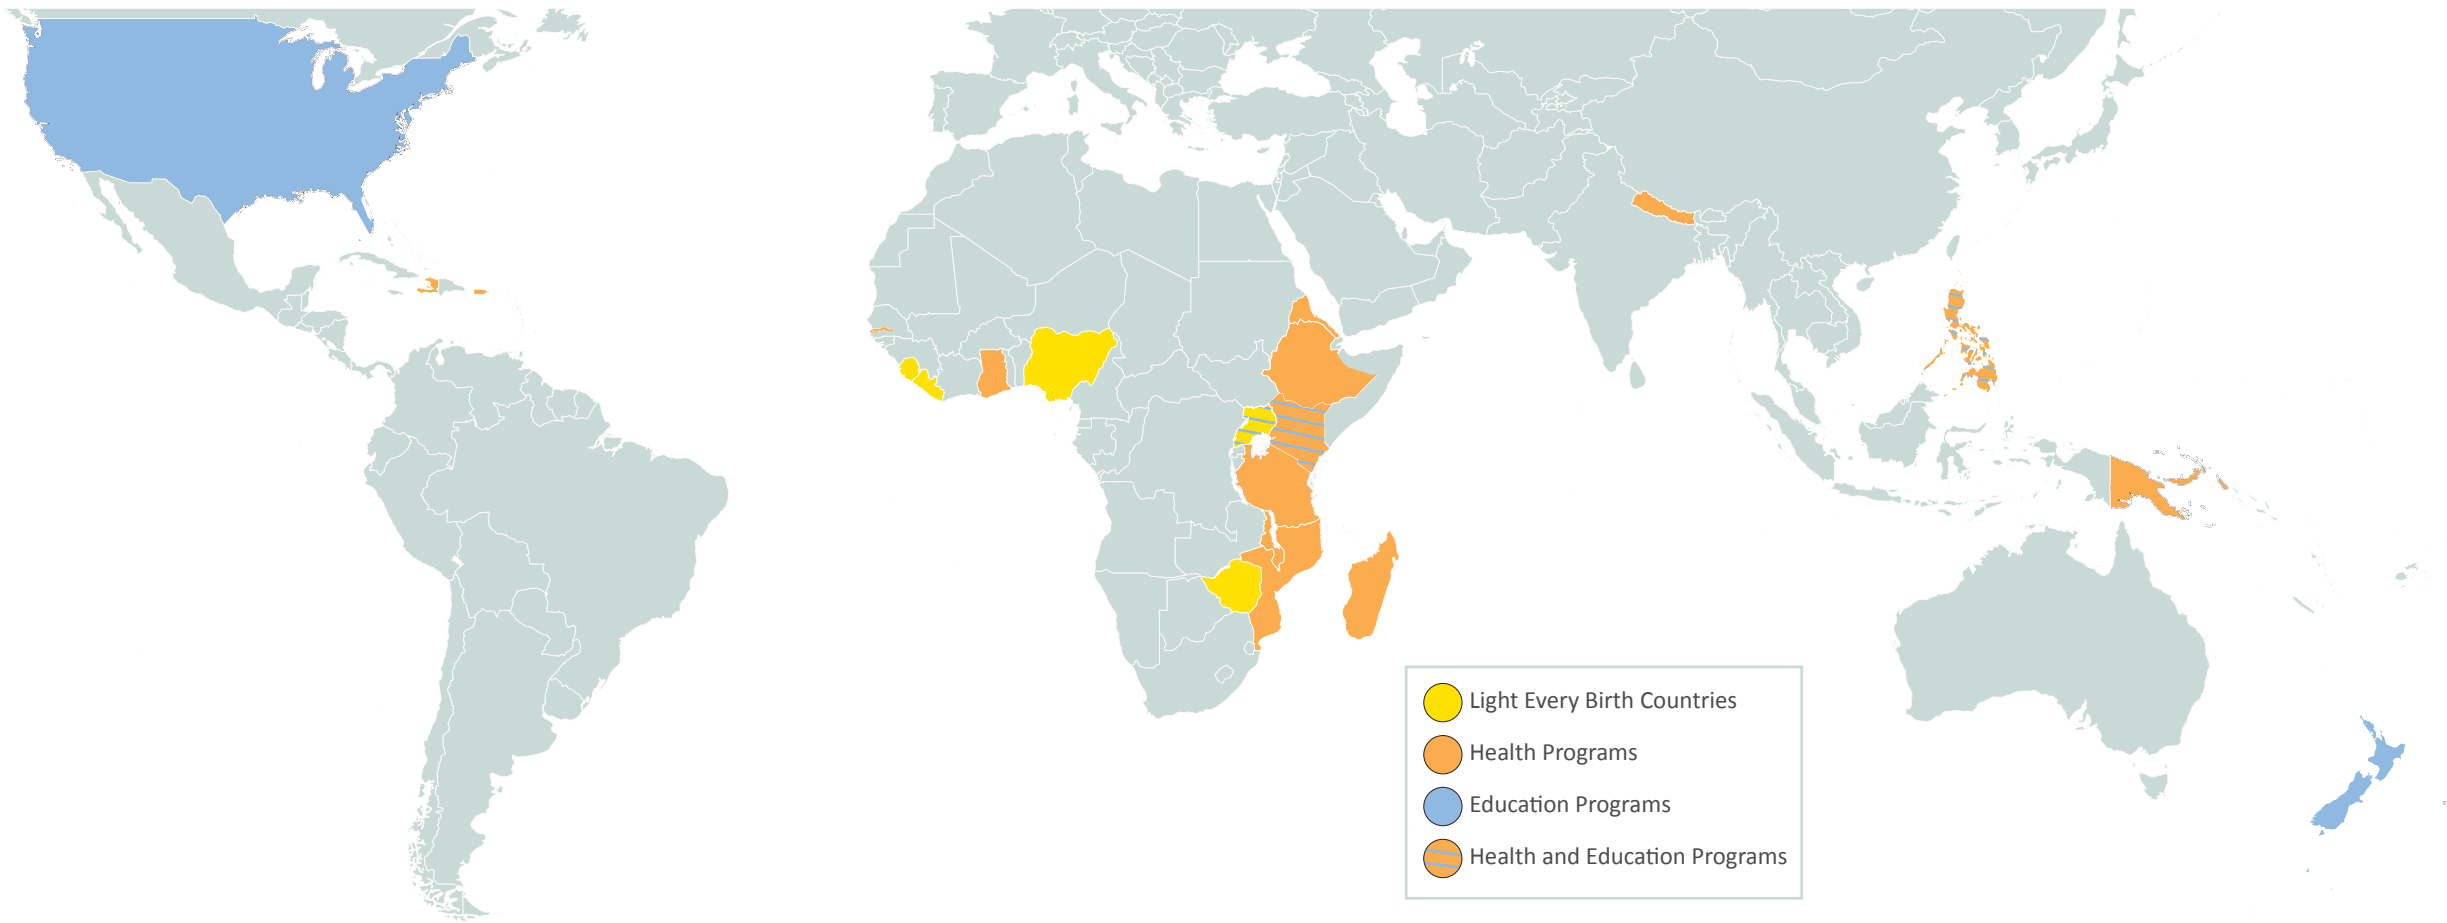 Light Every Birth Countries
Health Programs
Education Programs
Health and Education Programs